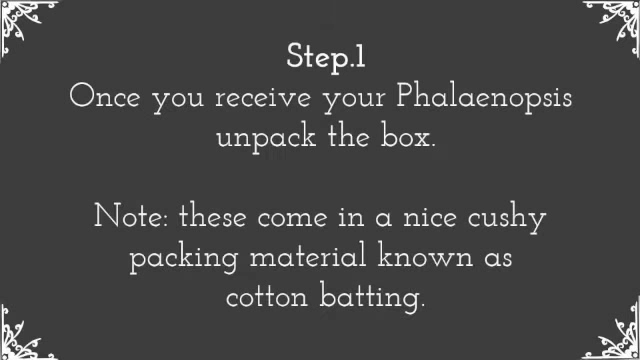 Step.1
Once you receive your Phalaenopsis
unpack the box.
Note: these come in a nice cushy
packing material known as
cotton batting.